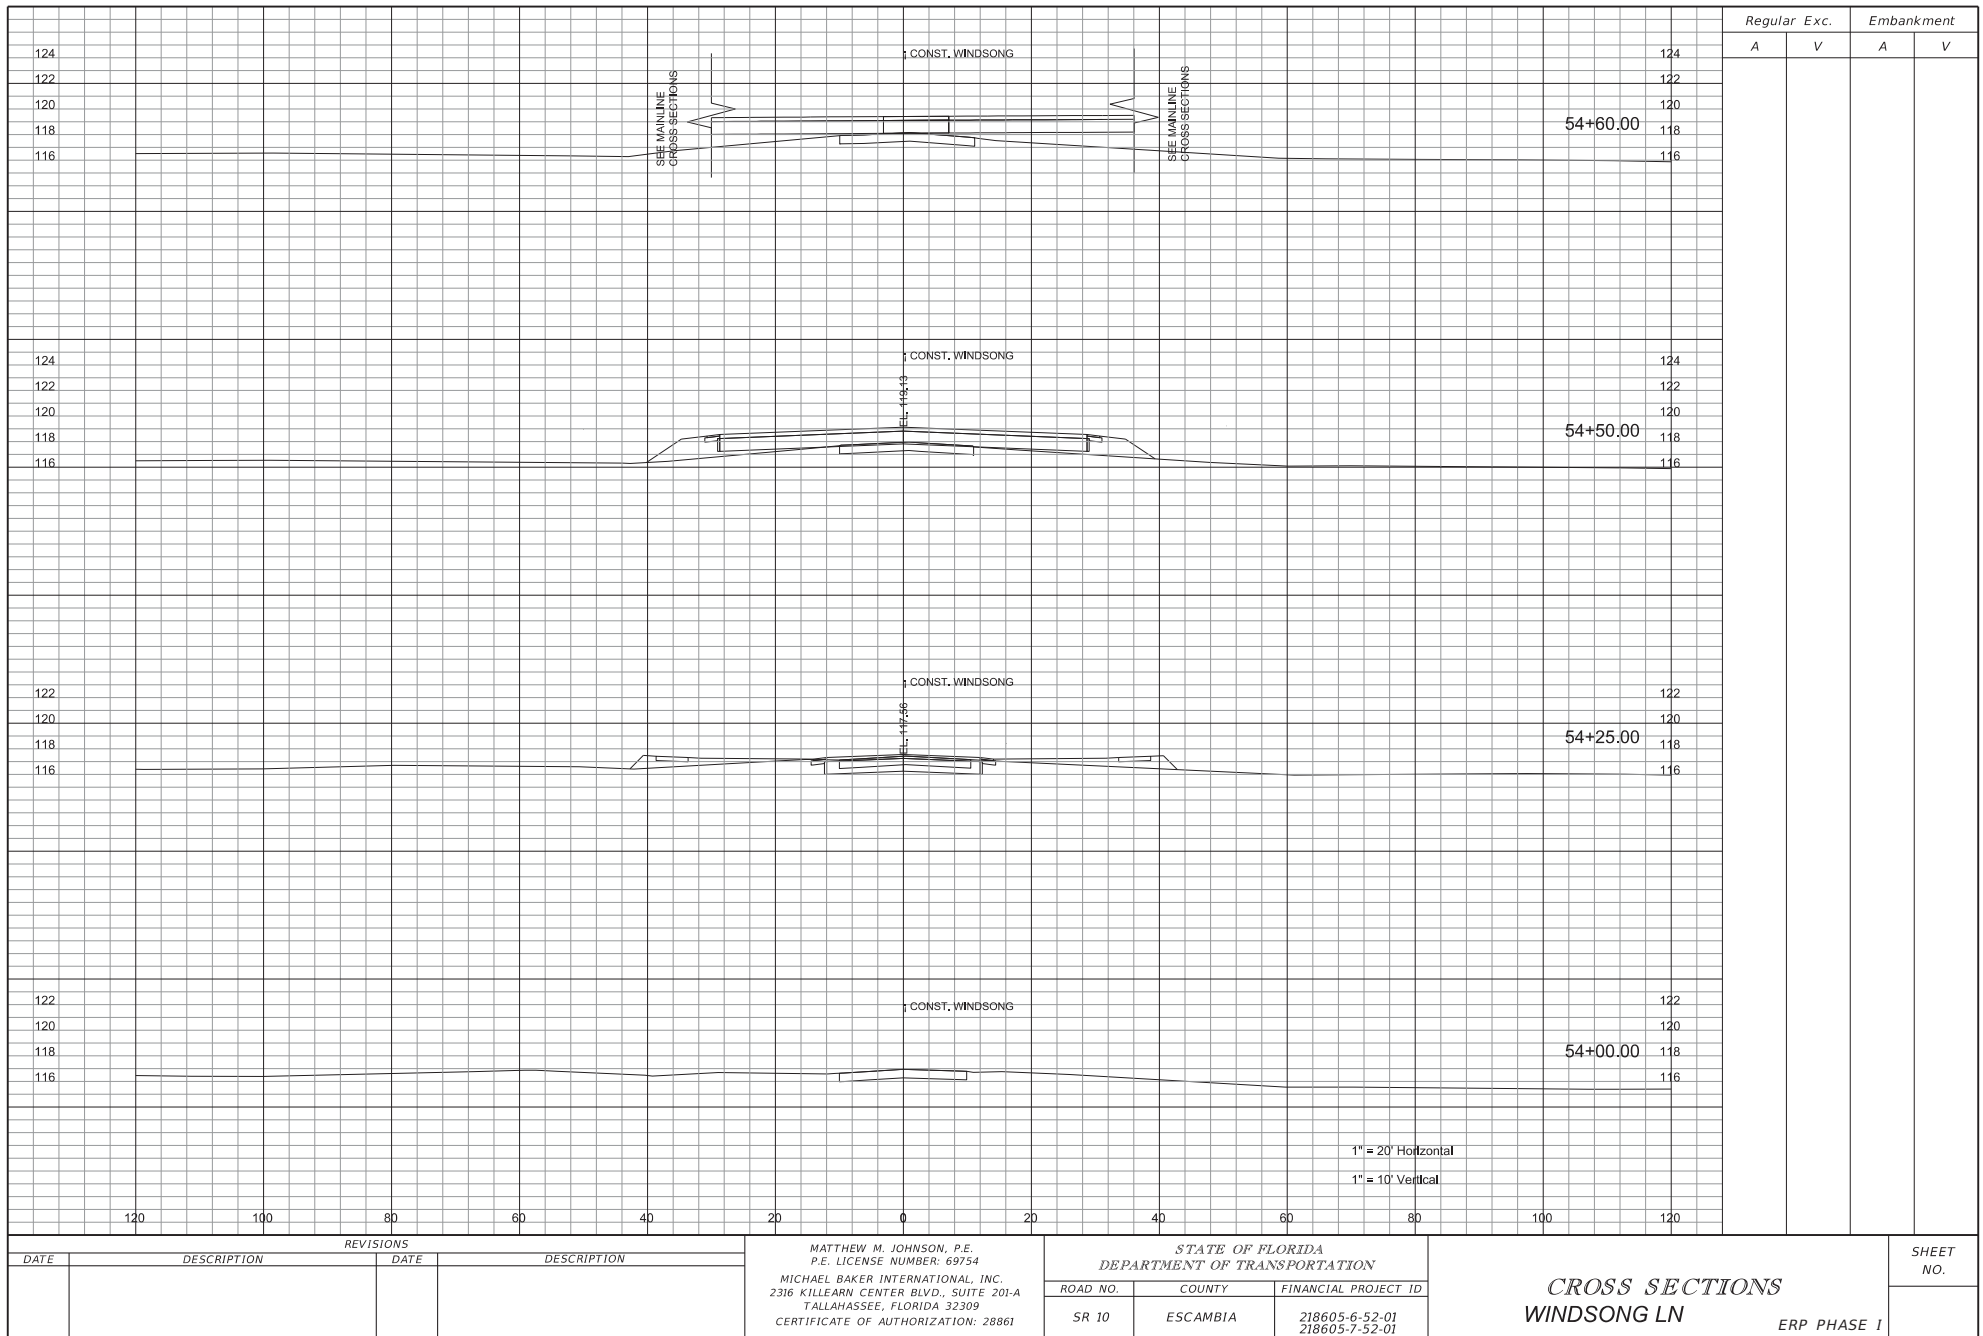 Regular Exc. Embankment
A V A V
124 CONST. WINDSONG 124
122 122
120 120
118 118
116 116
SEE MAINLINE
CROSS SECTIONS
SEE MAINLINE
CROSS SECTIONS
54+60.00
124 CONST. WINDSONG 124
122 122
120 120
118 118
116 116
EL. 119.13
54+50.00
CONST. WINDSONG
122 122
120 120
118 118
116 116
EL. 117.56
54+25.00
122 122
CONST. WINDSONG
120 120
118 118
116 116
54+00.00
1" = 20' Horizontal
1" = 10' Vertical
120 100 80 60 40 20 0 20 40 60 80 100 120
REVISIONS
DATE DESCRIPTION DATE DESCRIPTION
MATTHEW M. JOHNSON, P.E.
P.E. LICENSE NUMBER: 69754
MICHAEL BAKER INTERNATIONAL, INC.
2316 KILLEARN CENTER BLVD., SUITE 201-A
TALLAHASSEE, FLORIDA 32309
CERTIFICATE OF AUTHORIZATION: 28861
STATE OF FLORIDA
DEPARTMENT OF TRANSPORTATION
ROAD NO. COUNTY FINANCIAL PROJECT ID
SR 10 ESCAMBIA 218605-6-52-01
218605-7-52-01
CROSS SECTIONS
WINDSONG LN
ERP PHASE I
SHEET
NO.